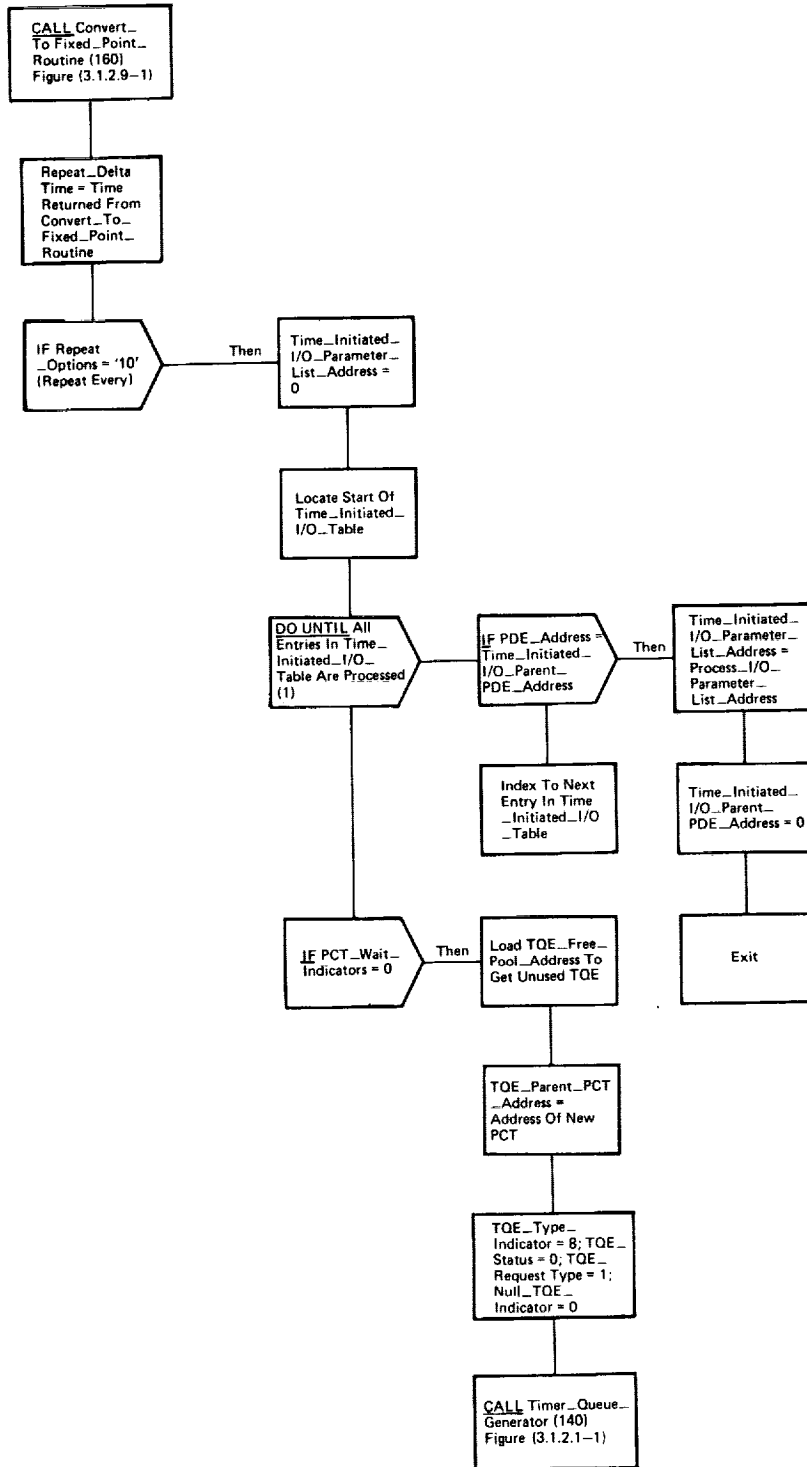 CALL Convert_
To Fixed_Point_
Routine (160)
Figure (3.1.2.9-1)
Repeat_Delta
Time = Time
Returned From
Convert_To_
Fixed_Point_
Routine
IF Repeat
_Options = '10'
(Repeat Every)
Then
Time_Initiated_
I/O_Parameter_
List_Address =
0
Locate Start Of
Time_Initiated_
I/O_Table
DO UNTIL All
Entries In Time_
Initiated_I/O_
Table Are Processed
(1)
IF PDE_Address =
Time_Initiated_
I/O_Parent_
PDE_Address
Then
Time_Initiated_
I/O_Parameter_
List_Address =
Process_I/O_
Parameter_
List_Address
Index To Next
Entry In Time
_Initiated_I/O
_Table
Time_Initiated_
I/O_Parent_
PDE_Address = 0
Exit
IF PCT_Wait_
Indicators = 0
Then
Load TQE_Free_
Pool_Address To
Get Unused TQE
TQE_Parent_PCT
_Address =
Address Of New
PCT
TQE_Type_
Indicator = 8; TQE_
Status = 0; TQE_
Request Type = 1;
Null_TQE_
Indicator = 0
CALL Timer_Queue_
Generator (140)
Figure (3.1.2.1-1)